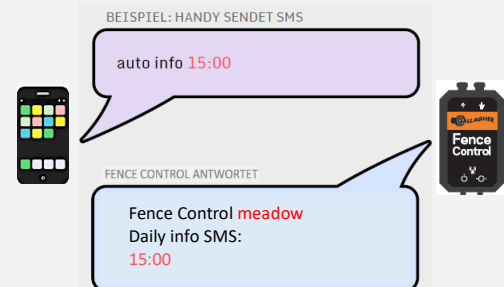 BEISPIEL: HANDY SENDET SMS
auto info 15:00
FENCE CONTROL ANTWORTET
Fence Control meadow
Daily info SMS:
15:00
GALLAGHER
Fence
Control